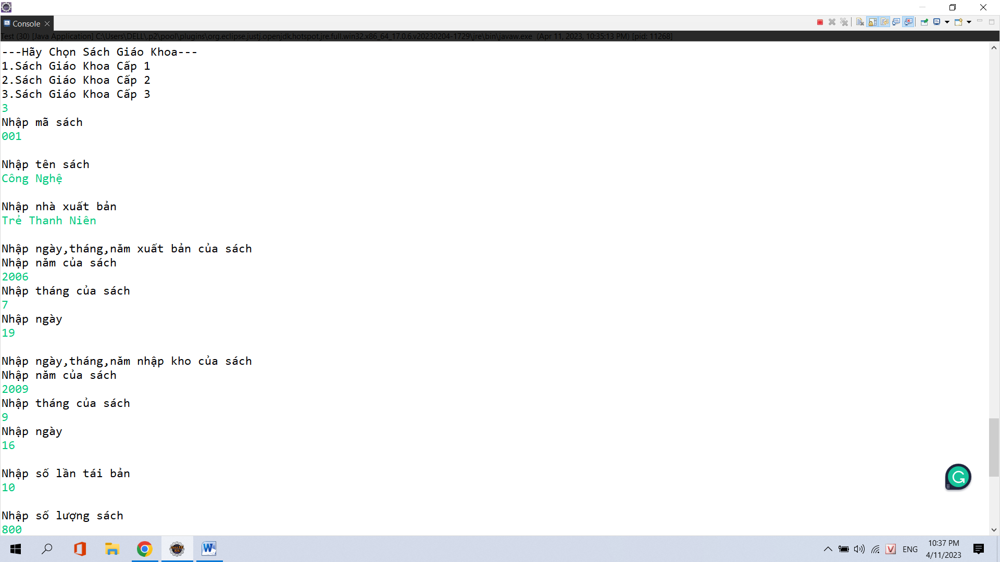 Console
Test (30) [Java Application] C:\Users\DELL\.p2\pool\plugins\org.eclipse.justj.openjdk.hotspot.jre.full.win32.x86_64_17.0.6.v20230204-1729\jre\bin\javaw.exe (Apr 11, 2023, 10:35:13 PM) [pid: 11268]
---Hãy Chọn Sách Giáo Khoa---
1.Sách Giáo Khoa Cấp 1
2.Sách Giáo Khoa Cấp 2
3.Sách Giáo Khoa Cấp 3
3
Nhập mã sách
001
Nhập tên sách
Công Nghệ
Nhập nhà xuất bản
Trẻ Thanh Niên
Nhập ngày,tháng,năm xuất bản của sách
Nhập năm của sách
2006
Nhập tháng của sách
7
Nhập ngày
19
Nhập ngày,tháng,năm nhập kho của sách
Nhập năm của sách
2009
Nhập tháng của sách
9
Nhập ngày
16
Nhập số lần tái bản
10
Nhập số lượng sách
800
ENG
10:37 PM
4/11/2023